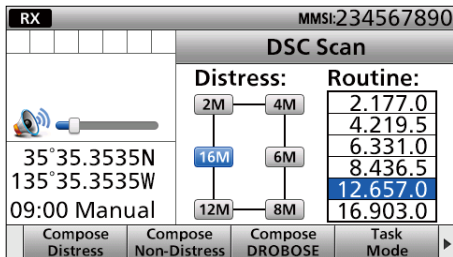 RX MMSI:234567890
DSC Scan
Distress: Routine:
2M 4M 2.177.0
4.219.5
16M 6M 6.331.0
8.436.5
12.657.0
12M 8M 16.903.0
35°35.3535N
135°35.3535W
09:00 Manual
Compose Distress
Compose Non-Distress
Compose DROBOSE
Task Mode